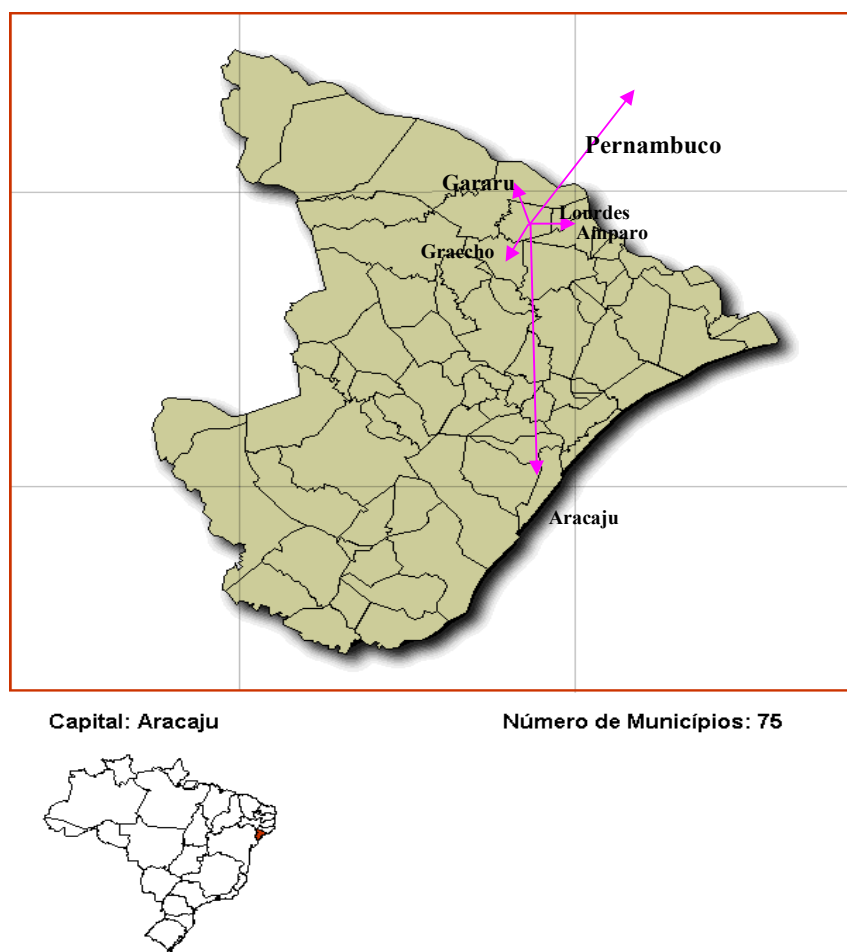 Pernambuco
Gararu
Lourdes
Amparo
Graccho
Aracaju
Capital: Aracaju
Número de Municípios: 75